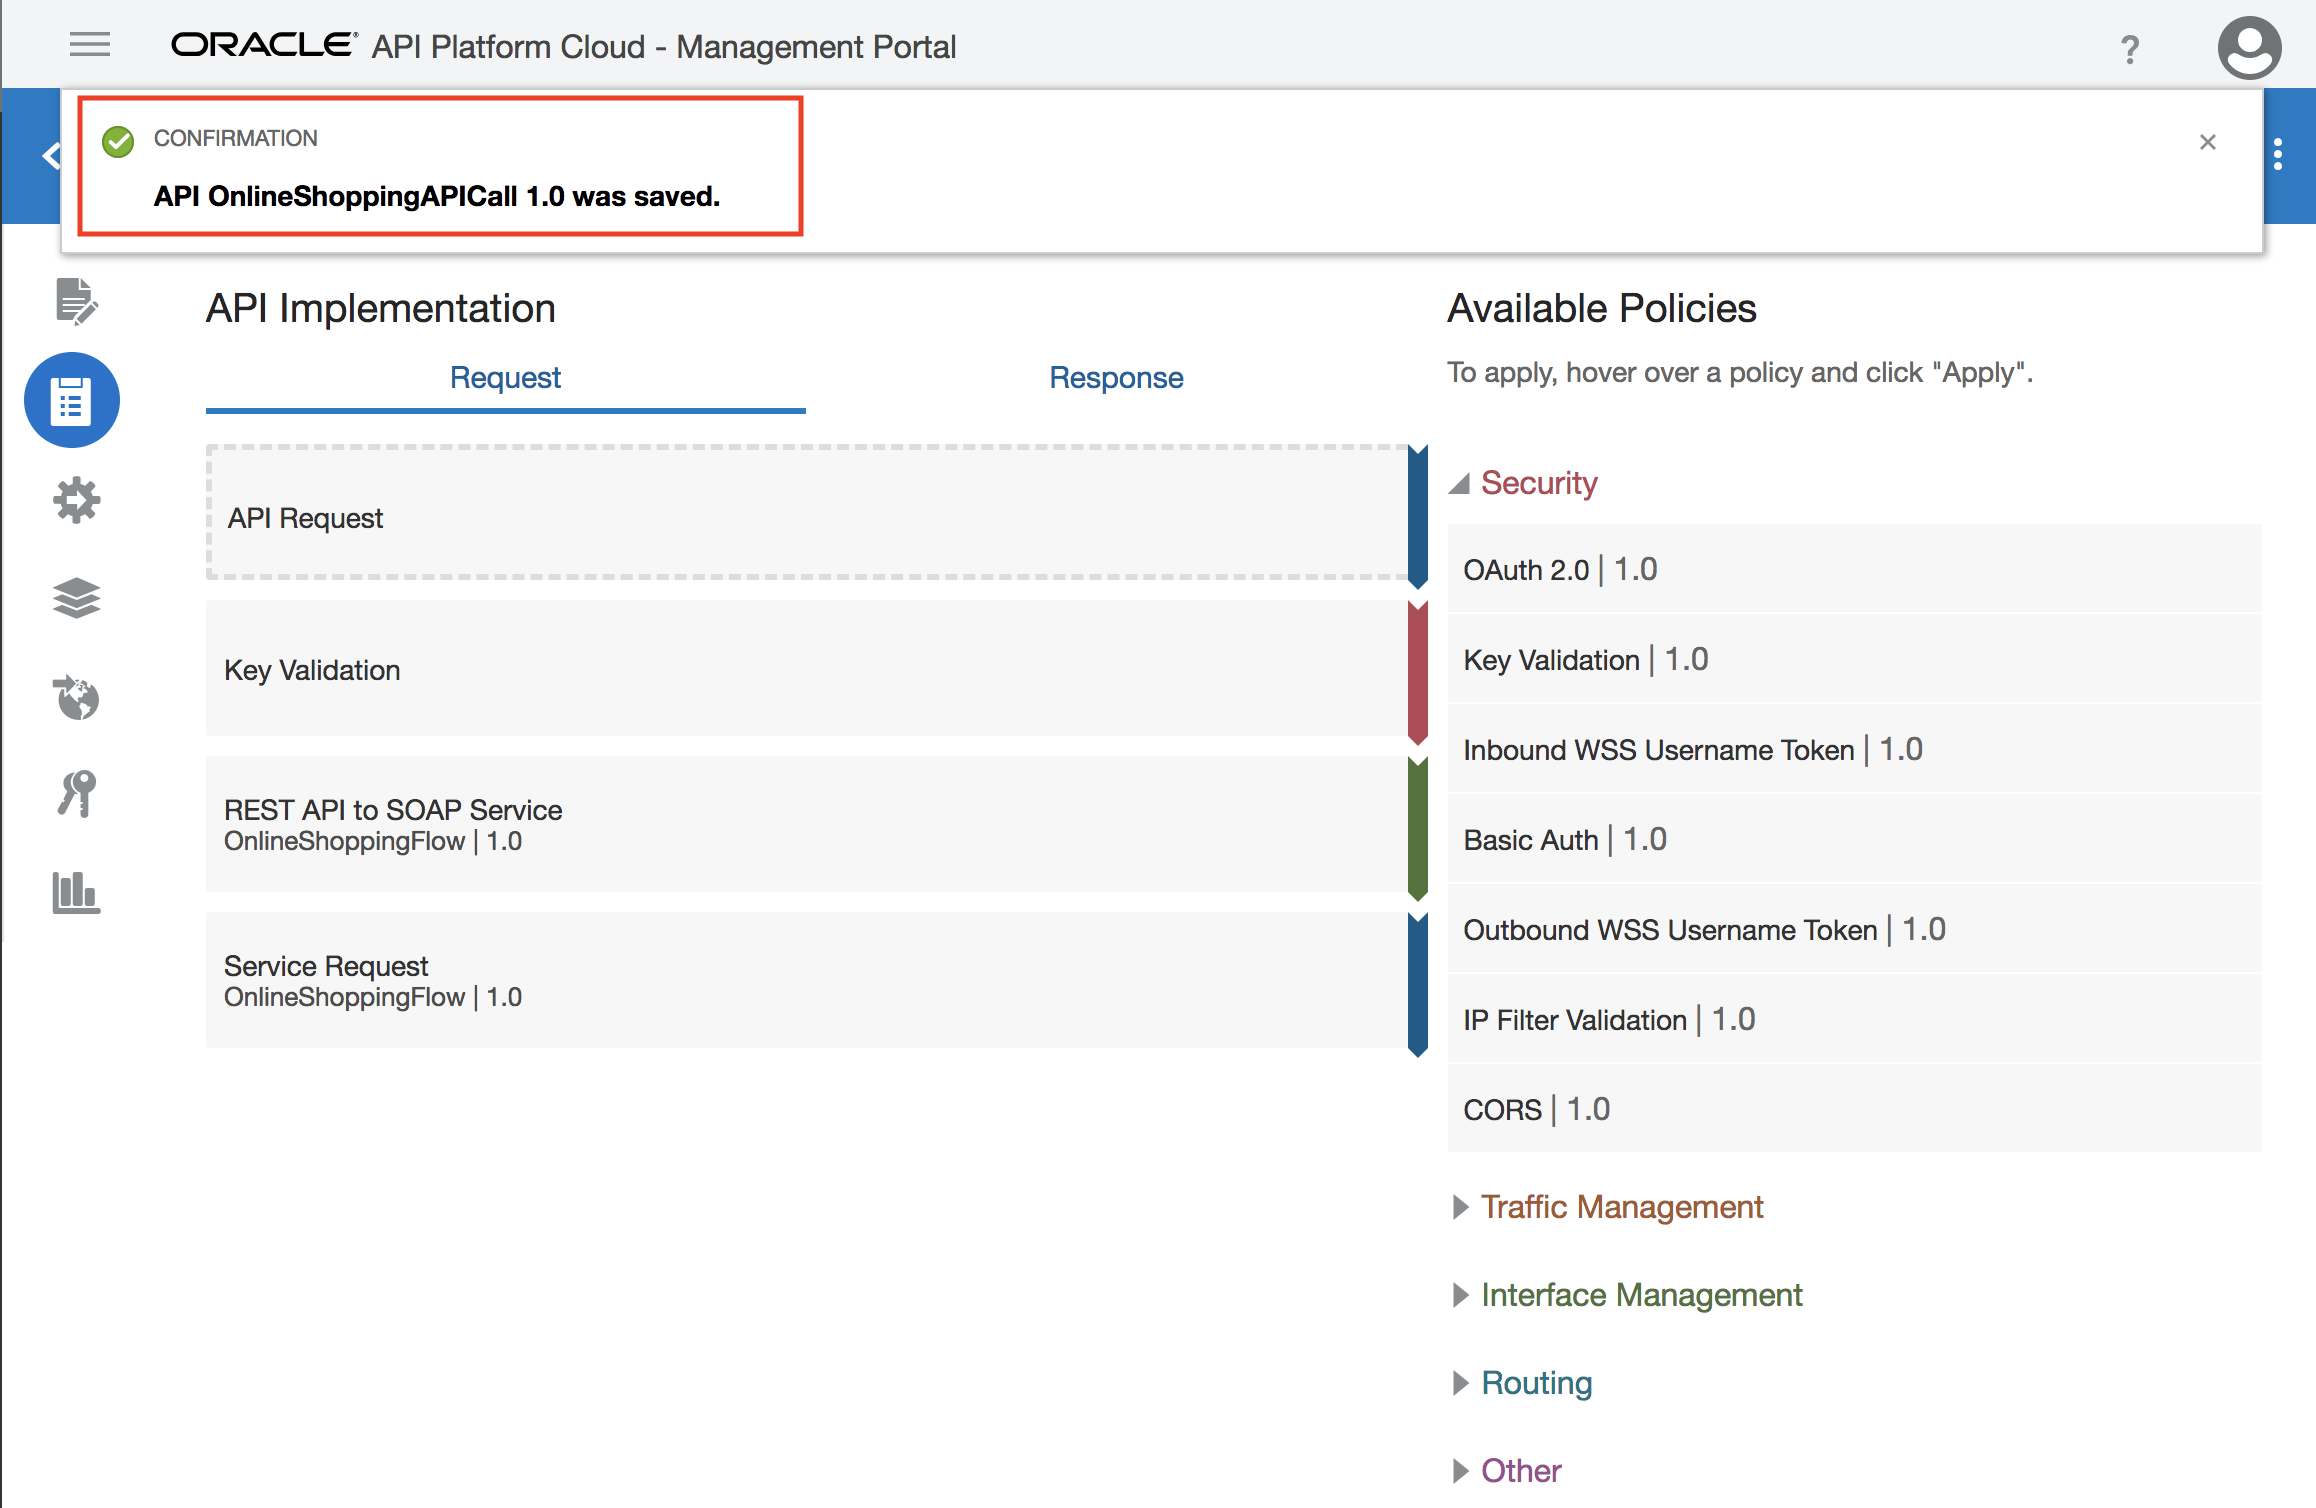 ORACLE® API Platform Cloud - Management Portal
?
CONFIRMATION
API OnlineShoppingAPICall 1.0 was saved.
API Implementation
Request
Response
API Request
Key Validation
REST API to SOAP Service
OnlineShoppingFlow | 1.0
Service Request
OnlineShoppingFlow | 1.0
Available Policies
To apply, hover over a policy and click "Apply".
Security
OAuth 2.0 | 1.0
Key Validation | 1.0
Inbound WSS Username Token | 1.0
Basic Auth | 1.0
Outbound WSS Username Token | 1.0
IP Filter Validation | 1.0
CORS | 1.0
Traffic Management
Interface Management
Routing
Other